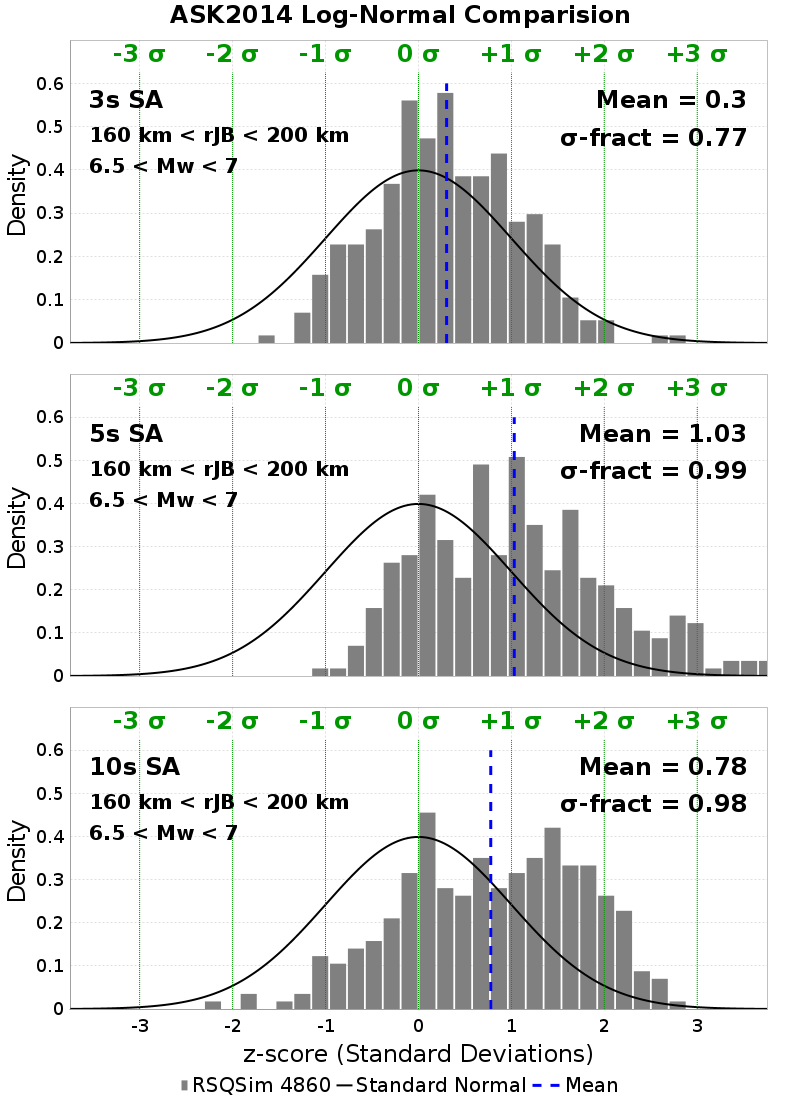 ASK2014 Log-Normal Comparision
-3 σ -2 σ -1 σ 0 σ +1 σ +2 σ +3 σ
3s SA
160 km < rJB < 200 km
6.5 < Mw < 7
Mean = 0.3
σ-fract = 0.77
Density
0.6
0.5
0.4
0.3
0.2
0.1
0
-3 σ -2 σ -1 σ 0 σ +1 σ +2 σ +3 σ
5s SA
160 km < rJB < 200 km
6.5 < Mw < 7
Mean = 1.03
σ-fract = 0.99
Density
0.6
0.5
0.4
0.3
0.2
0.1
0
-3 σ -2 σ -1 σ 0 σ +1 σ +2 σ +3 σ
10s SA
160 km < rJB < 200 km
6.5 < Mw < 7
Mean = 0.78
σ-fract = 0.98
Density
0.6
0.5
0.4
0.3
0.2
0.1
0
-3 -2 -1 0 1 2 3
z-score (Standard Deviations)
RSQSim 4860 Standard Normal Mean